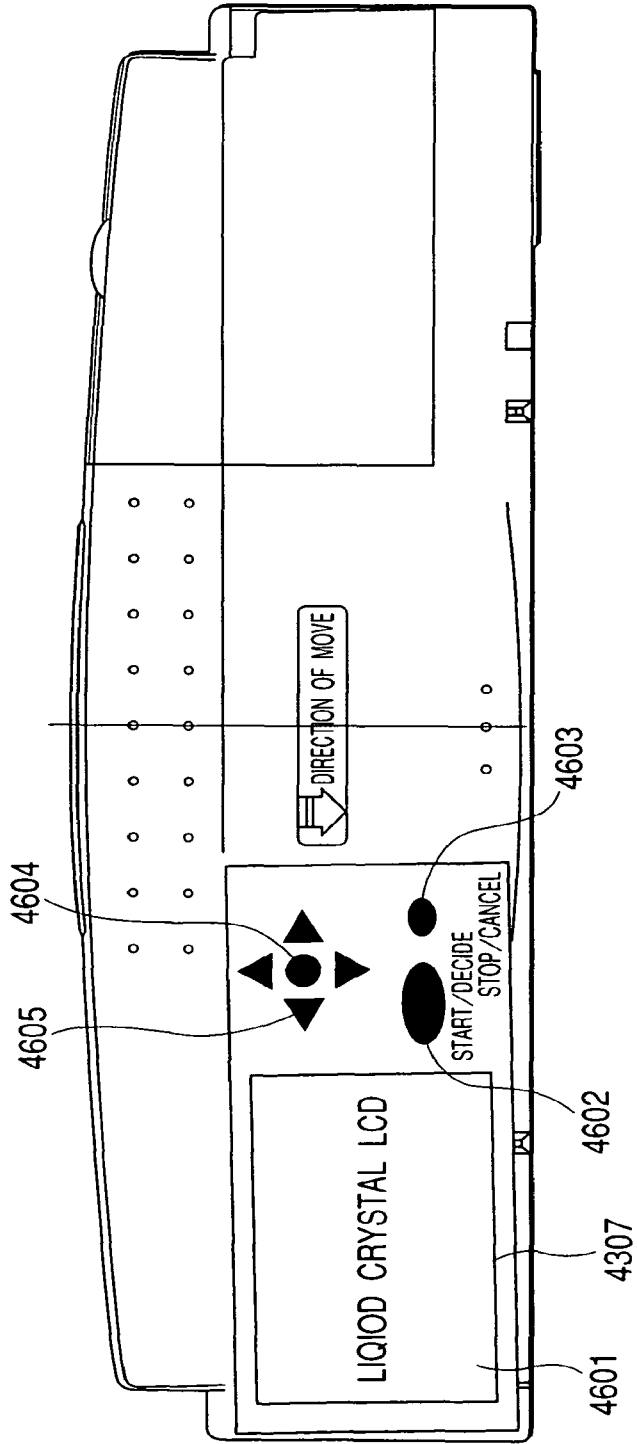 4604
4605
DIRECTION OF MOVE
4603
START/DECIDE
STOP/CANCEL
LIQIOD CRYSTAL LCD
4602
4307
4601